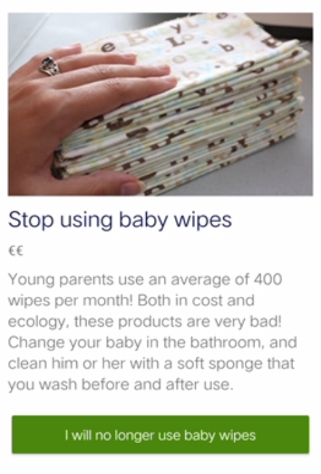 Stop using baby wipes
€€
Young parents use an average of 400
wipes per month! Both in cost and
ecology, these products are very bad!
Change your baby in the bathroom, and
clean him or her with a soft sponge that
you wash before and after use.
I will no longer use baby wipes